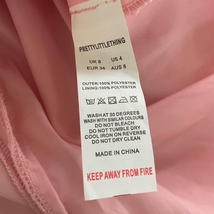 PRETTYLITTLETHING
UK 8 US 4
EUR 36 AUS 8
OUTER:100% POLYESTER
LINING:100% POLYESTER
WASH AT 30 DEGREES
WASH WITH SIMILAR COLOURS
DO NOT BLEACH
DO NOT TUMBLE DRY
COOL IRON ON REVERSE
DO NOT DRY CLEAN
MADE IN CHINA
KEEP AWAY FROM FIRE